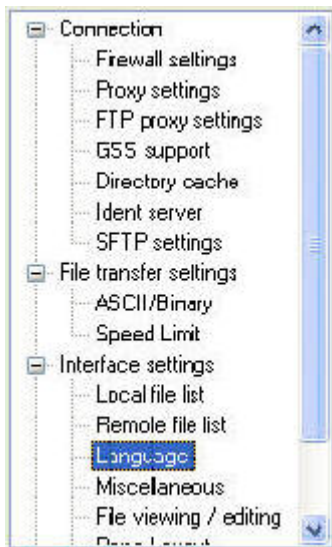 Connection
Firewall settings
Proxy settings
FTP proxy settings
GSS support
Directory cache
Ident server
SFTP settings
File transfer settings
ASCII/Binary
Speed Limit
Interface settings
Local file list
Remote file list
Language
Miscellaneous
File viewing / editing